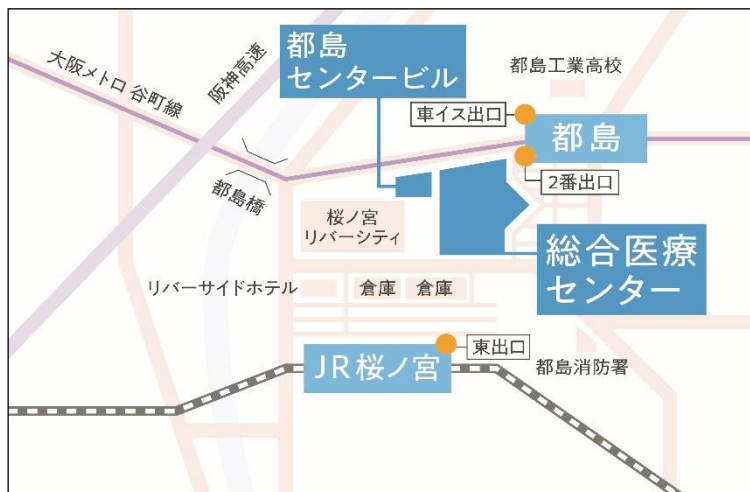 大阪メトロ 谷町線
阪神高速
都島
センタービル
都島工業高校
車イス出口
都島
2番出口
都島橋
桜ノ宮
リバーシティ
総合医療
センター
リバーサイドホテル
倉庫
倉庫
東出口
JR桜ノ宮
都島消防署